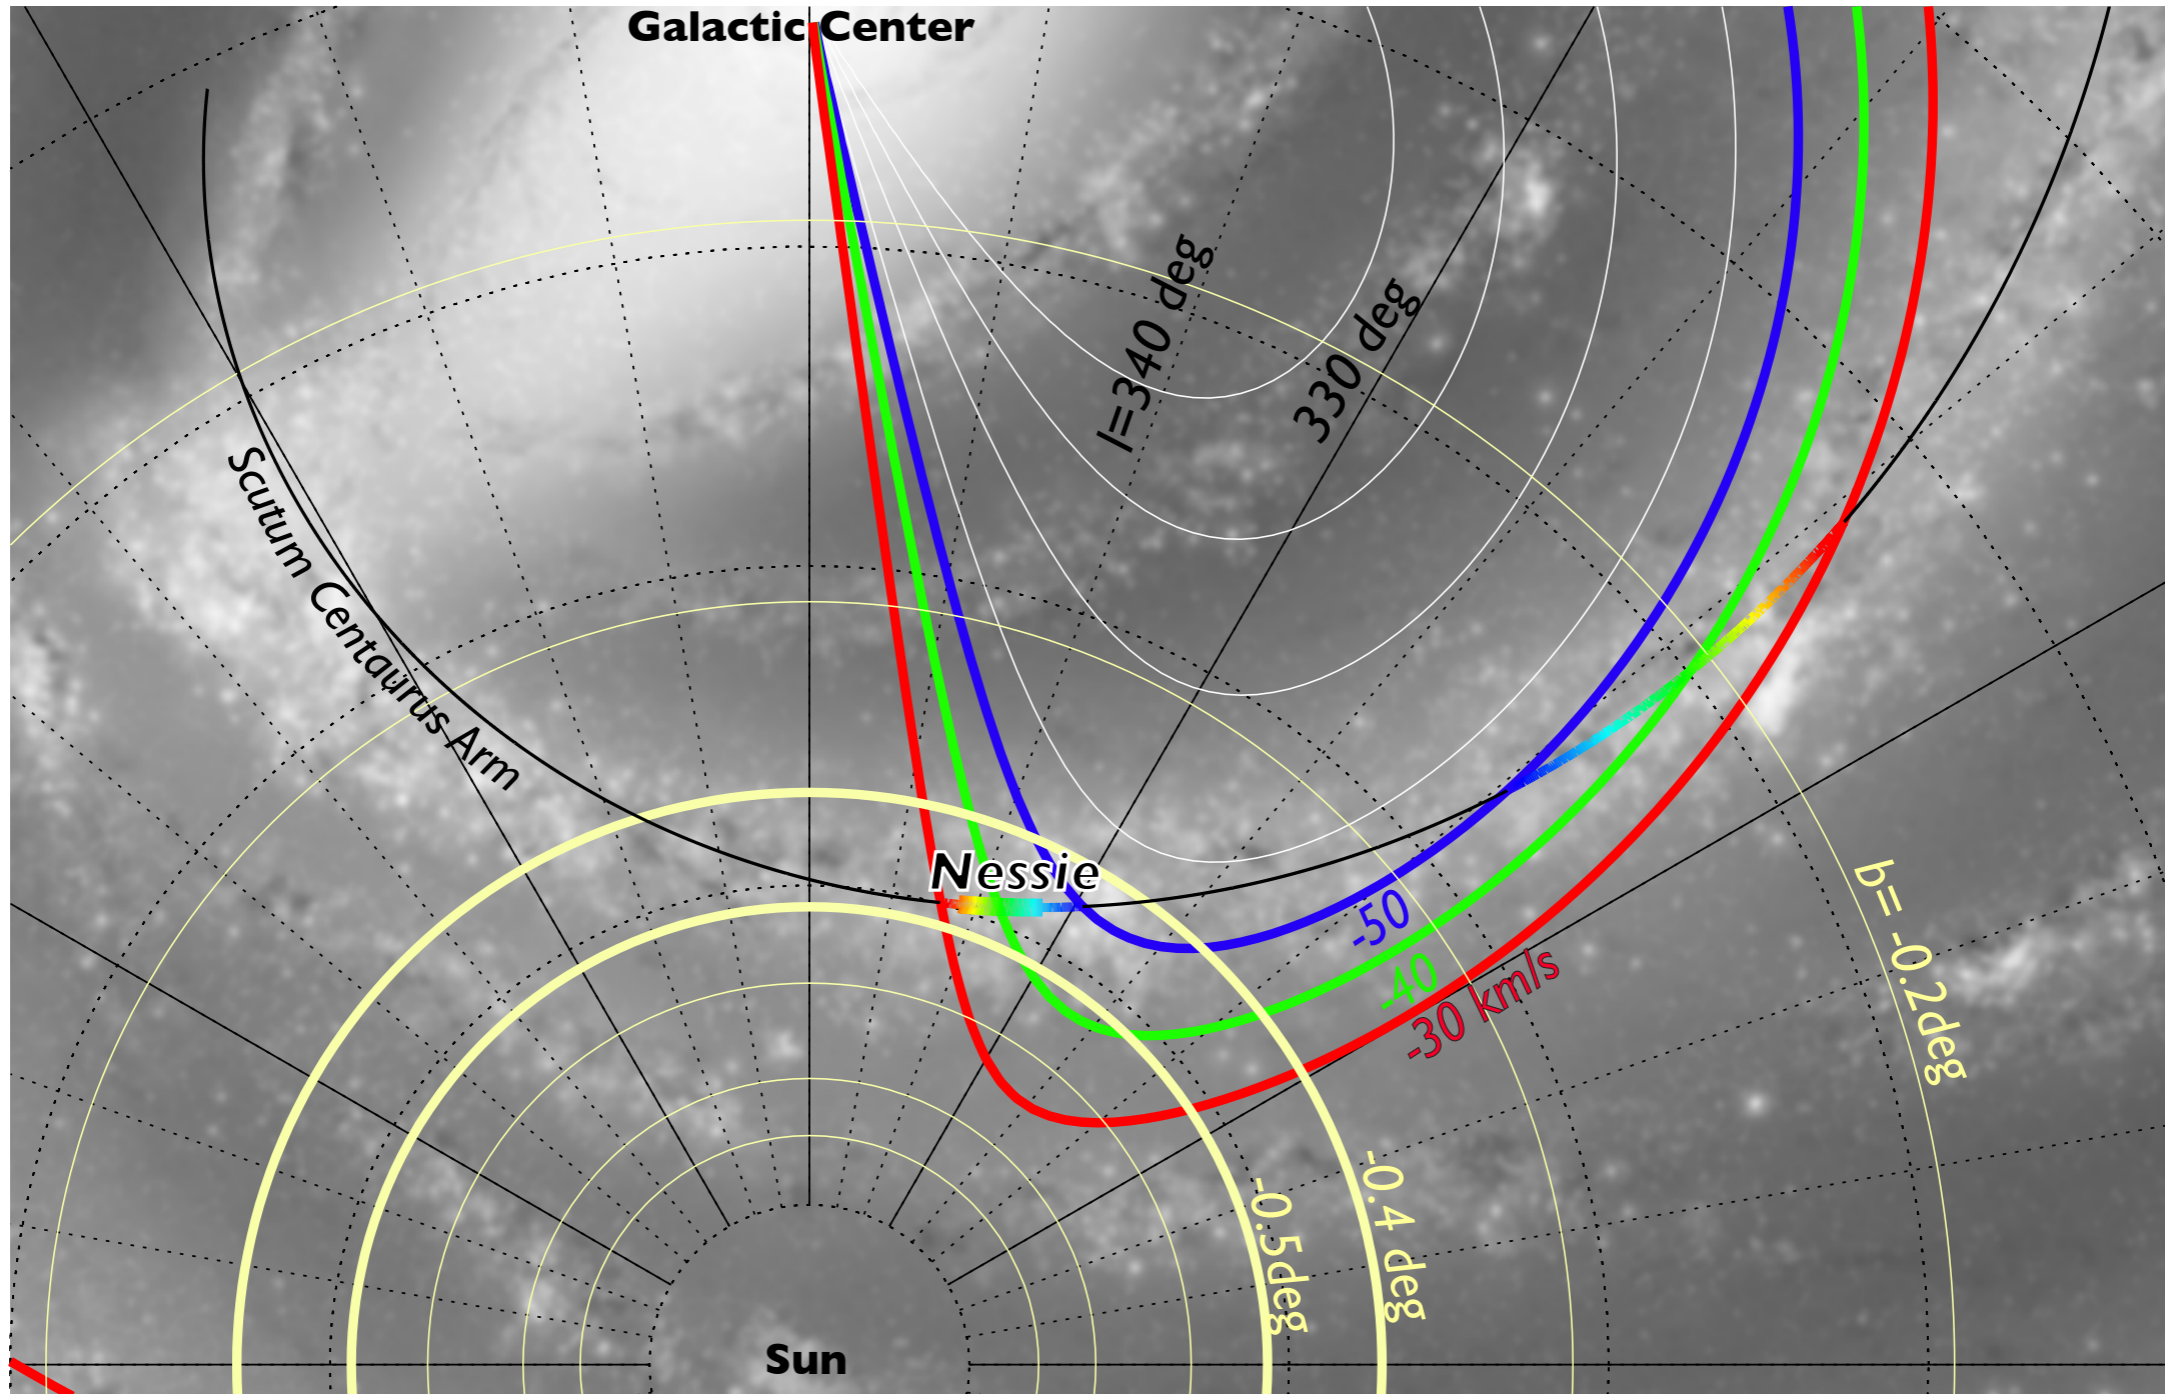 Galactic Center
l=340 deg
330 deg
Scutum Centaurus Arm
Nessie
-50
-40
-30 km/s
b= -0.2deg
-0.4 deg
-0.5deg
Sun